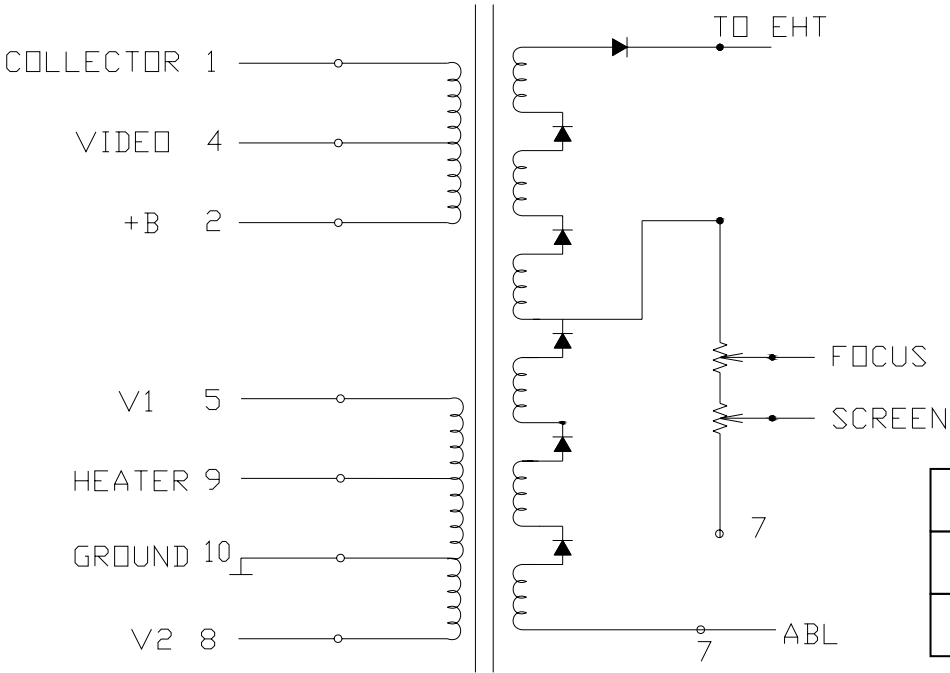 TO EHT
COLLECTOR 1
VIDEO 4
+B 2
FOCUS
V1 5
SCREEN
HEATER 9
7
GROUND 10
V2 8
ABL
7